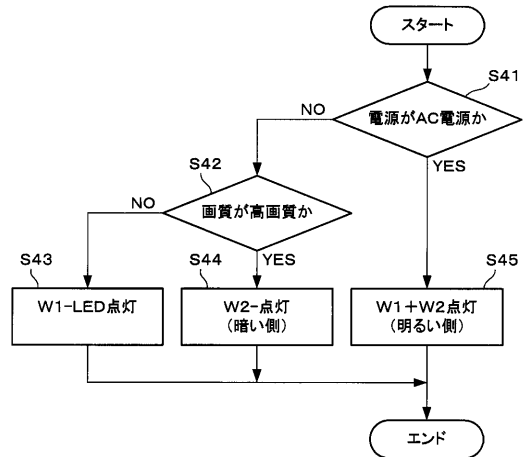 スタート
S41
電源がAC電源か
NO
YES
S42
画質が高画質か
NO
YES
S43
W1-LED点灯
S44
W2-点灯
(暗い側)
S45
W1+W2点灯
(明るい側)
エンド